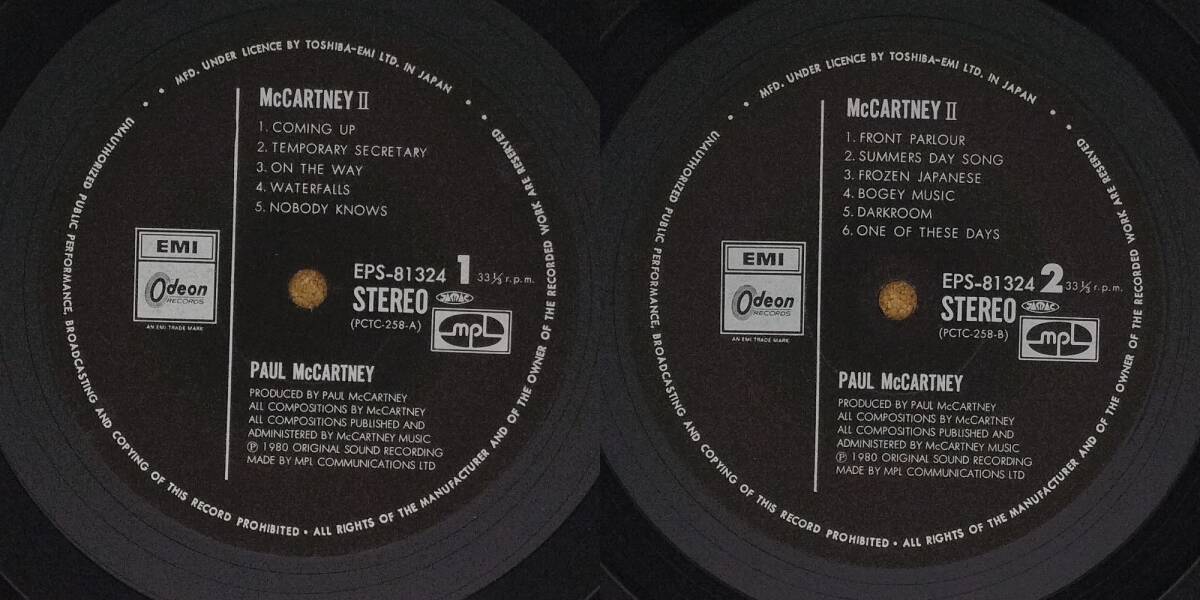 MFD. UNDER LICENCE BY TOSHIBA-EMI LTD. IN JAPAN
UNAUTHORIZED PUBLIC PERFORMANCE, BROADCASTING AND COPYING OF THIS RECORD PROHIBITED • ALL RIGHTS OF THE MANUFACTURER AND OF THE OWNER OF THE RECORDED WORK ARE RESERVED
McCARTNEY II
1. COMING UP
2. TEMPORARY SECRETARY
3. ON THE WAY
4. WATERFALLS
5. NOBODY KNOWS
EMI
Odeon
RECORDS
AN EMI TRADE MARK
EPS-81324 1 33⅓ r.p.m.
STEREO
(PCTC-258-A)
mpl
PAUL McCARTNEY
PRODUCED BY PAUL McCARTNEY
ALL COMPOSITIONS BY McCARTNEY
ALL COMPOSITIONS PUBLISHED AND
ADMINISTERED BY McCARTNEY MUSIC
Ⓟ 1980 ORIGINAL SOUND RECORDING
MADE BY MPL COMMUNICATIONS LTD
MFD. UNDER LICENCE BY TOSHIBA-EMI LTD. IN JAPAN
UNAUTHORIZED PUBLIC PERFORMANCE, BROADCASTING AND COPYING OF THIS RECORD PROHIBITED • ALL RIGHTS OF THE MANUFACTURER AND OF THE OWNER OF THE RECORDED WORK ARE RESERVED
McCARTNEY II
1. FRONT PARLOUR
2. SUMMERS DAY SONG
3. FROZEN JAPANESE
4. BOGEY MUSIC
5. DARKROOM
6. ONE OF THESE DAYS
EMI
Odeon
RECORDS
AN EMI TRADE MARK
EPS-81324 2 33⅓ r.p.m.
STEREO
(PCTC-258-B)
mpl
PAUL McCARTNEY
PRODUCED BY PAUL McCARTNEY
ALL COMPOSITIONS BY McCARTNEY
ALL COMPOSITIONS PUBLISHED AND
ADMINISTERED BY McCARTNEY MUSIC
Ⓟ 1980 ORIGINAL SOUND RECORDING
MADE BY MPL COMMUNICATIONS LTD